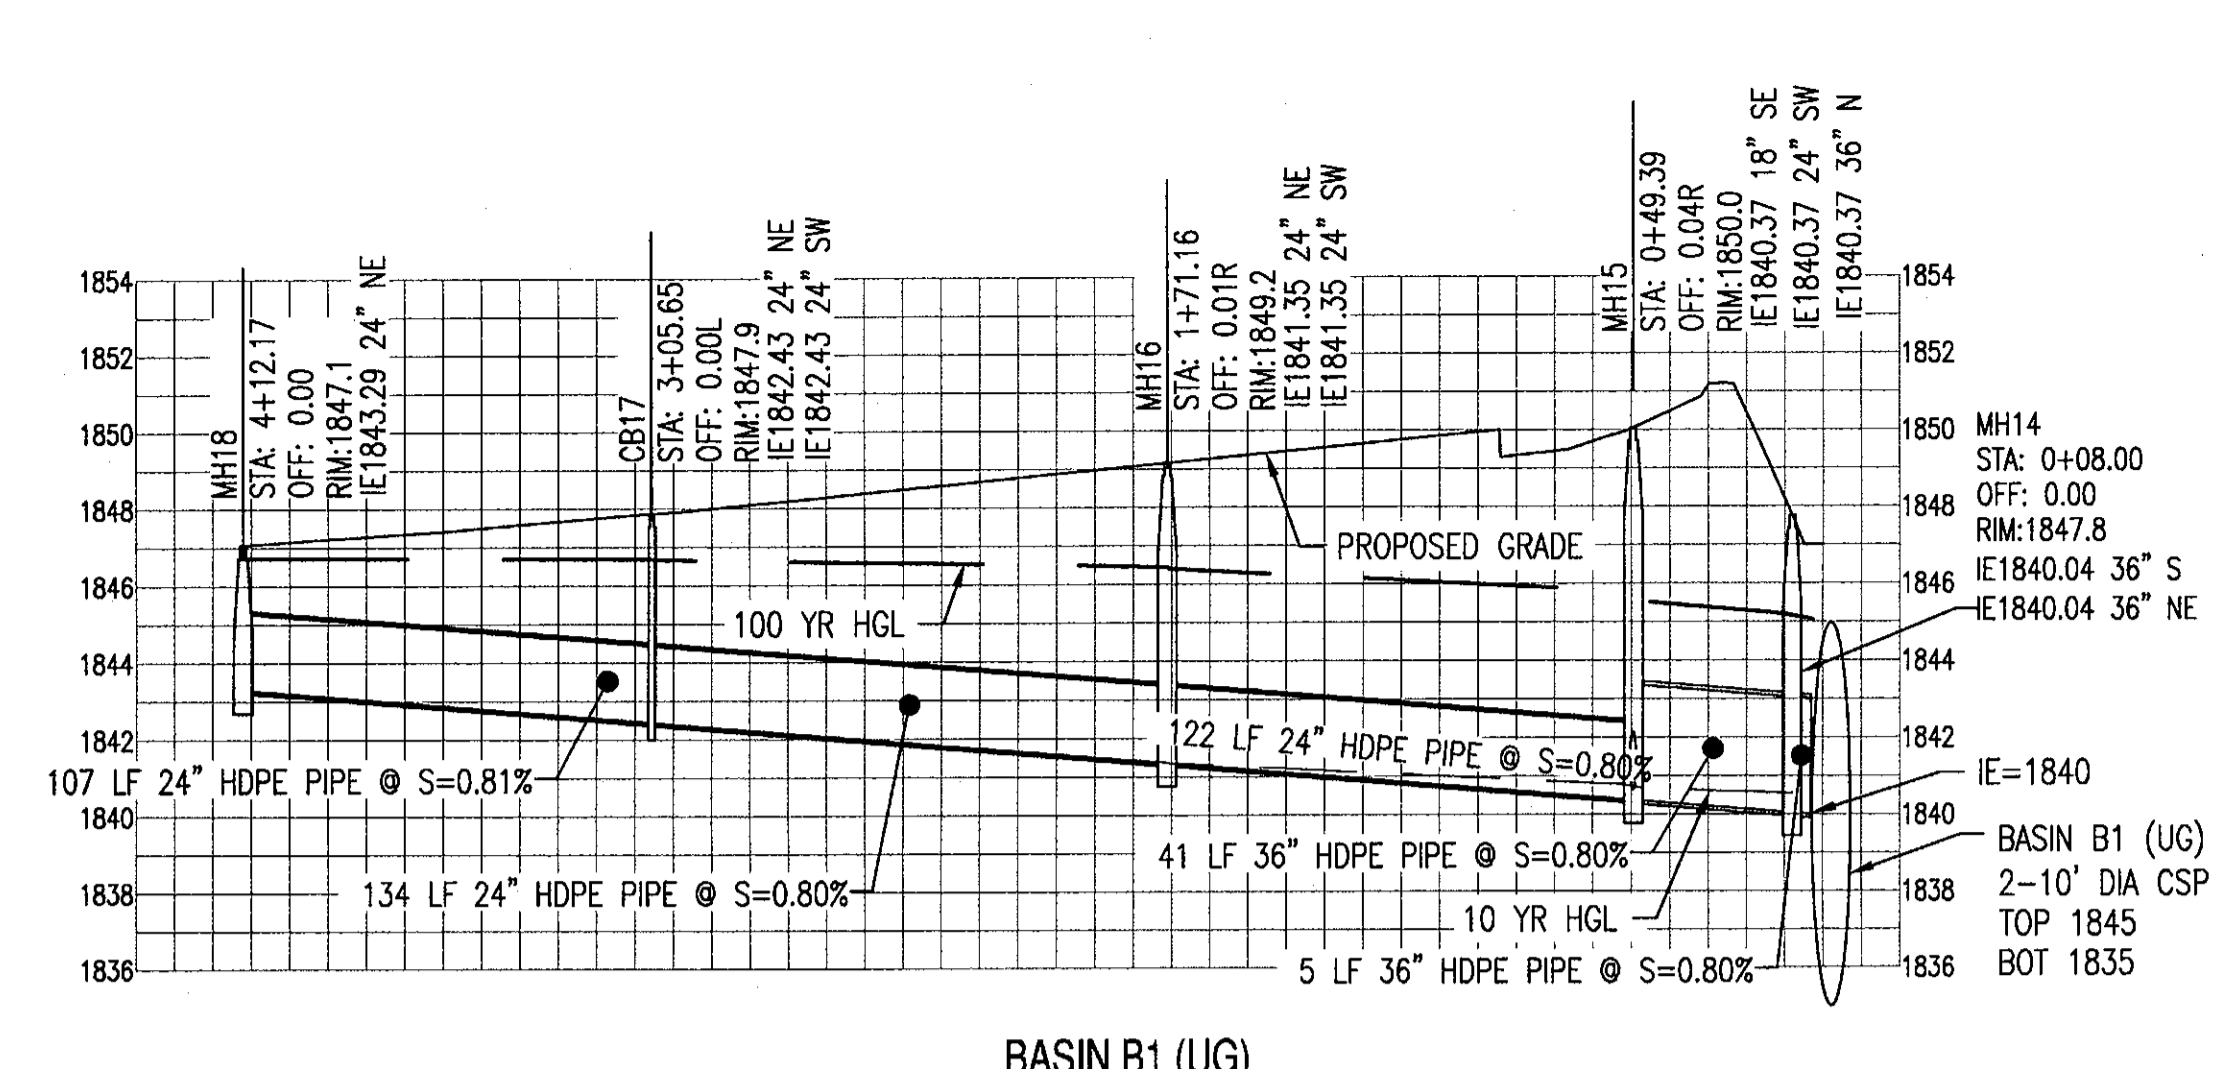 MH18
STA: 4+12.17
OFF: 0.00
RIM:1847.1
IE1843.29 24" NE
CB17
STA: 3+05.65
OFF: 0.00L
RIM:1847.9
IE1842.43 24" NE
IE1842.43 24" SW
MH16
STA: 1+71.16
OFF: 0.01R
RIM:1849.2
IE1841.35 24" NE
IE1841.35 24" SW
MH15
STA: 0+49.39
OFF: 0.04R
RIM:1850.0
IE1840.37 18" SE
IE1840.37 24" SW
IE1840.37 36" N
1854
1852
1850
1848
1846
1844
1842
1840
1838
1836
1854
1852
1850
1848
1846
1844
1842
1840
1838
1836
MH14
STA: 0+08.00
OFF: 0.00
RIM:1847.8
IE1840.04 36" S
IE1840.04 36" NE
PROPOSED GRADE
100 YR HGL
122 LF 24" HDPE PIPE @ S=0.80%
107 LF 24" HDPE PIPE @ S=0.81%
IE=1840
41 LF 36" HDPE PIPE @ S=0.80%
134 LF 24" HDPE PIPE @ S=0.80%
10 YR HGL
5 LF 36" HDPE PIPE @ S=0.80%
BASIN B1 (UG)
2-10' DIA CSP
TOP 1845
BOT 1835
BASIN B1 (UG)